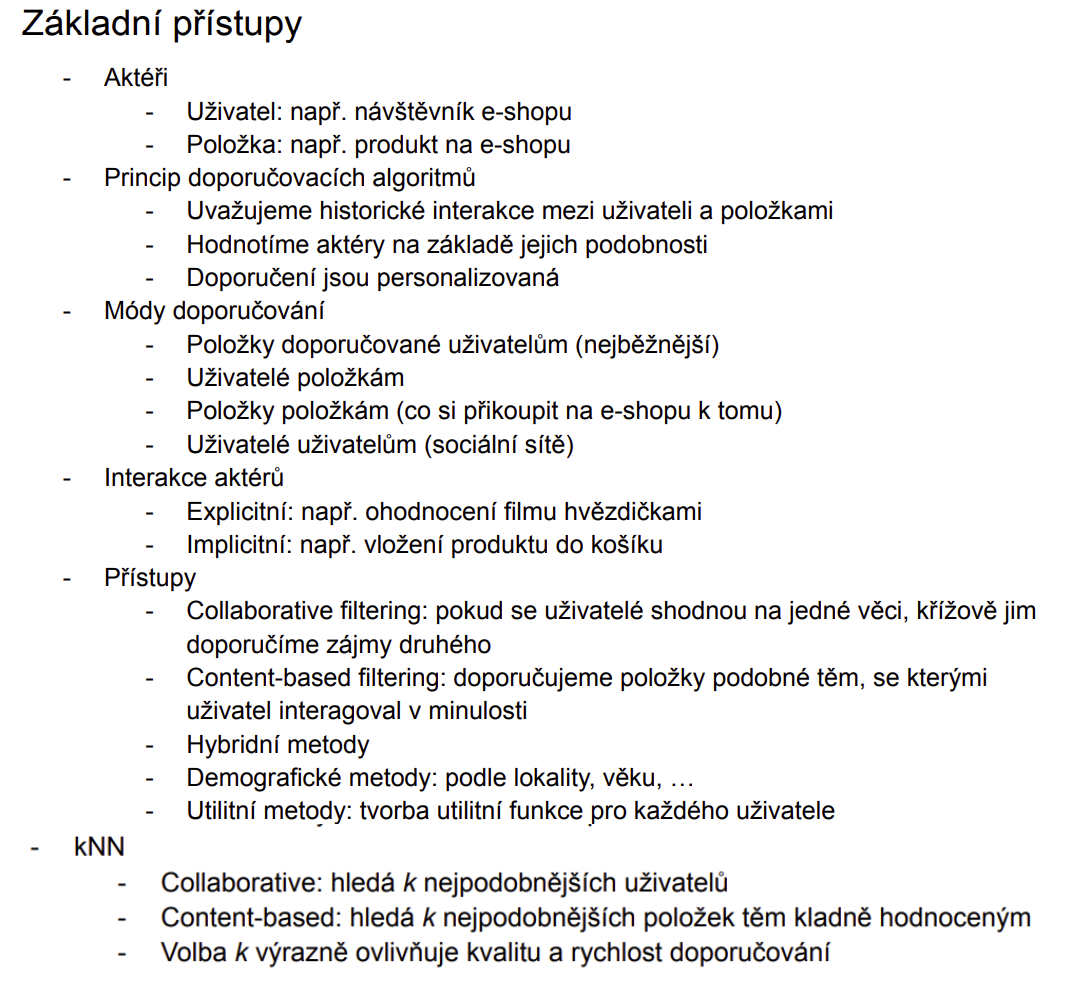 Základní přístupy
- Aktéři
- Uživatel: např. návštěvník e-shopu
- Položka: např. produkt na e-shopu
- Princip doporučovacích algoritmů
- Uvažujeme historické interakce mezi uživateli a položkami
- Hodnotíme aktéry na základě jejich podobnosti
- Doporučení jsou personalizovaná
- Módy doporučování
- Položky doporučované uživatelům (nejběžnější)
- Uživatelé položkám
- Položky položkám (co si přikoupit na e-shopu k tomu)
- Uživatelé uživatelům (sociální sítě)
- Interakce aktérů
- Explicitní: např. ohodnocení filmu hvězdičkami
- Implicitní: např. vložení produktu do košíku
- Přístupy
- Collaborative filtering: pokud se uživatelé shodnou na jedné věci, křížově jim
doporučíme zájmy druhého
- Content-based filtering: doporučujeme položky podobné těm, se kterými
uživatel interagoval v minulosti
- Hybridní metody
- Demografické metody: podle lokality, věku, …
- Utilitní metody: tvorba utilitní funkce pro každého uživatele
- kNN
- Collaborative: hledá k nejpodobnějších uživatelů
- Content-based: hledá k nejpodobnějších položek těm kladně hodnoceným
- Volba k výrazně ovlivňuje kvalitu a rychlost doporučování